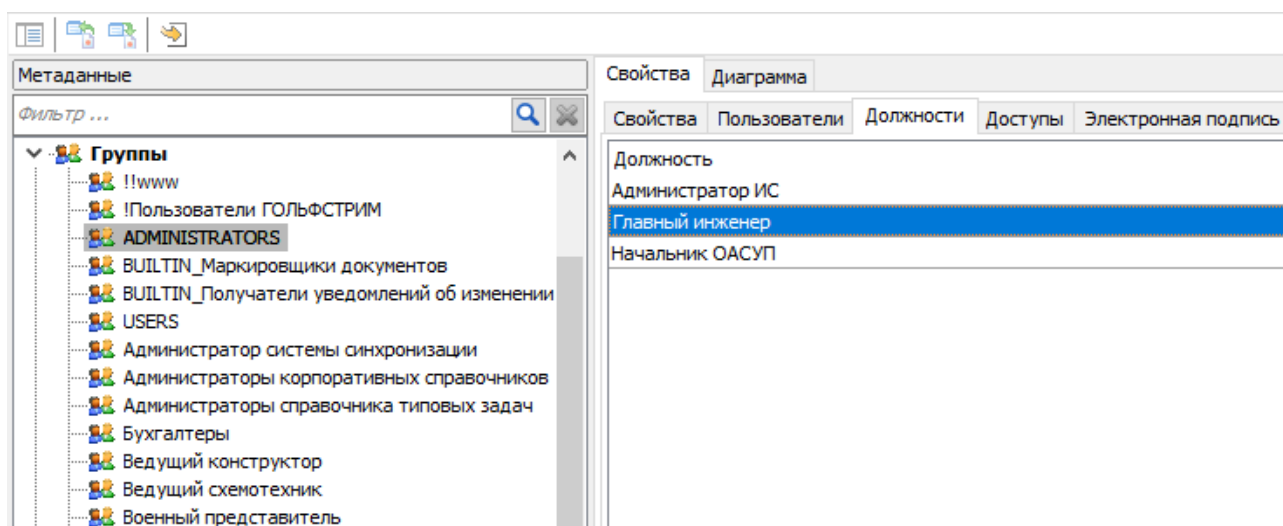 Метаданные
Фильтр ...
Группы
!!www
!Пользователи ГОЛЬФСТРИМ
ADMINISTRATORS
BUILTIN_Маркировщики документов
BUILTIN_Получатели уведомлений об изменении
USERS
Администратор системы синхронизации
Администраторы корпоративных справочников
Администраторы справочника типовых задач
Бухгалтеры
Ведущий конструктор
Ведущий схемотехник
Военный представитель
Свойства Диаграмма
Свойства Пользователи Должности Доступы Электронная подпись
Должность
Администратор ИС
Главный инженер
Начальник ОАСУП